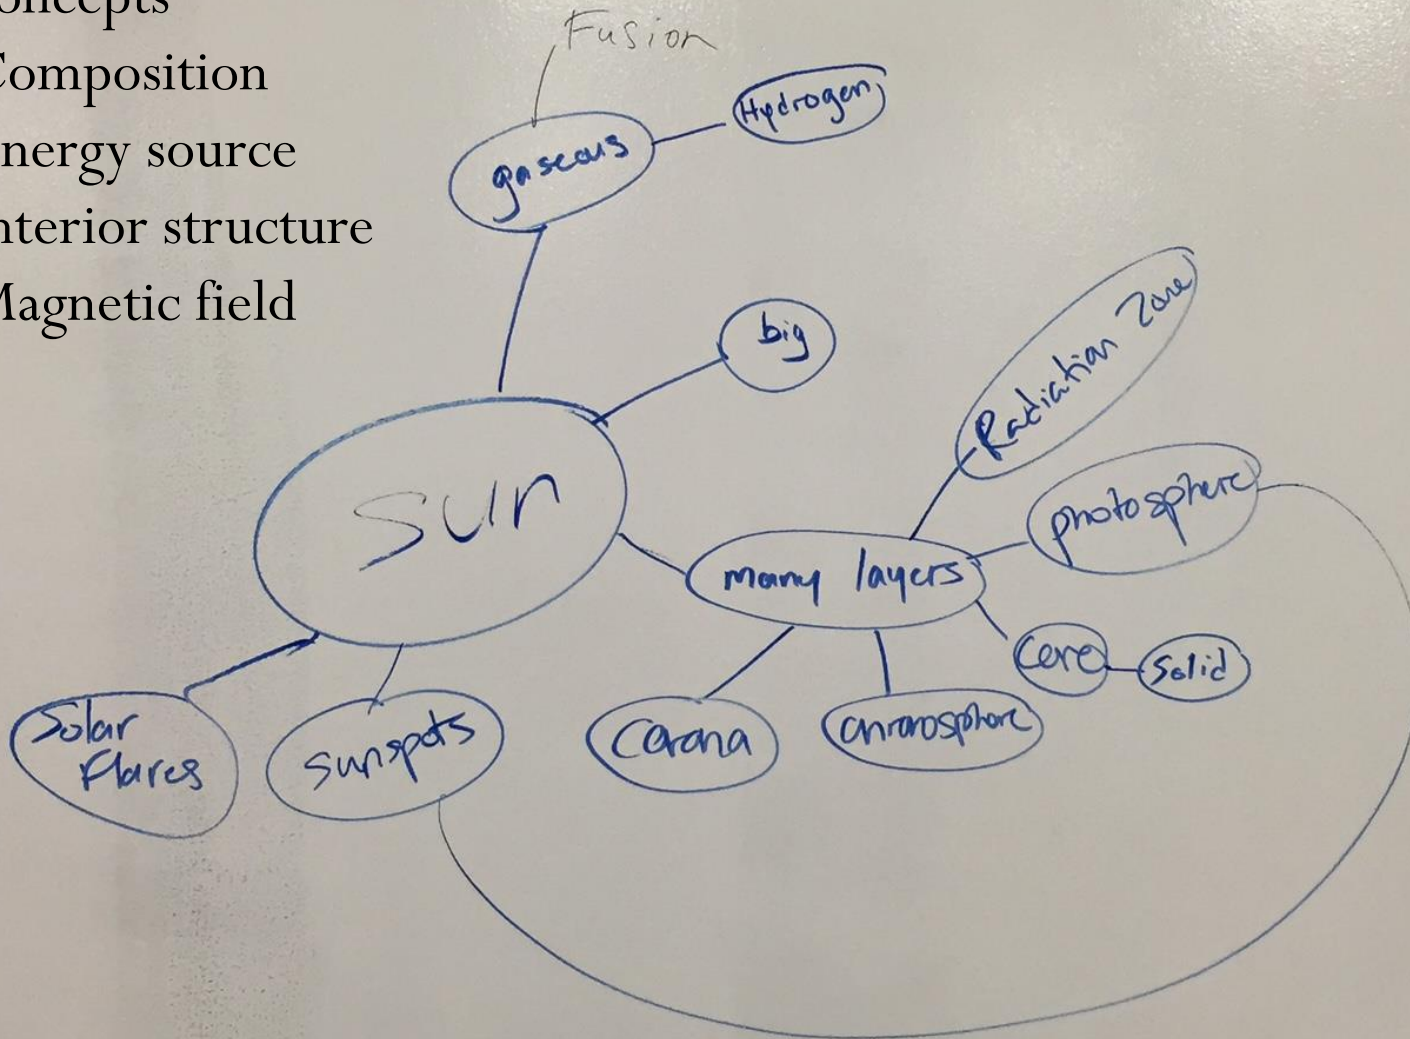 oncepts
Composition
nergy source
nterior structure
Magnetic field
Fusion
Hydrogen
gaseous
big
Radiation Zone
sun
photosphere
many layers
Core
Solid
Solar
Flares
sunspots
Corona
chromosphere